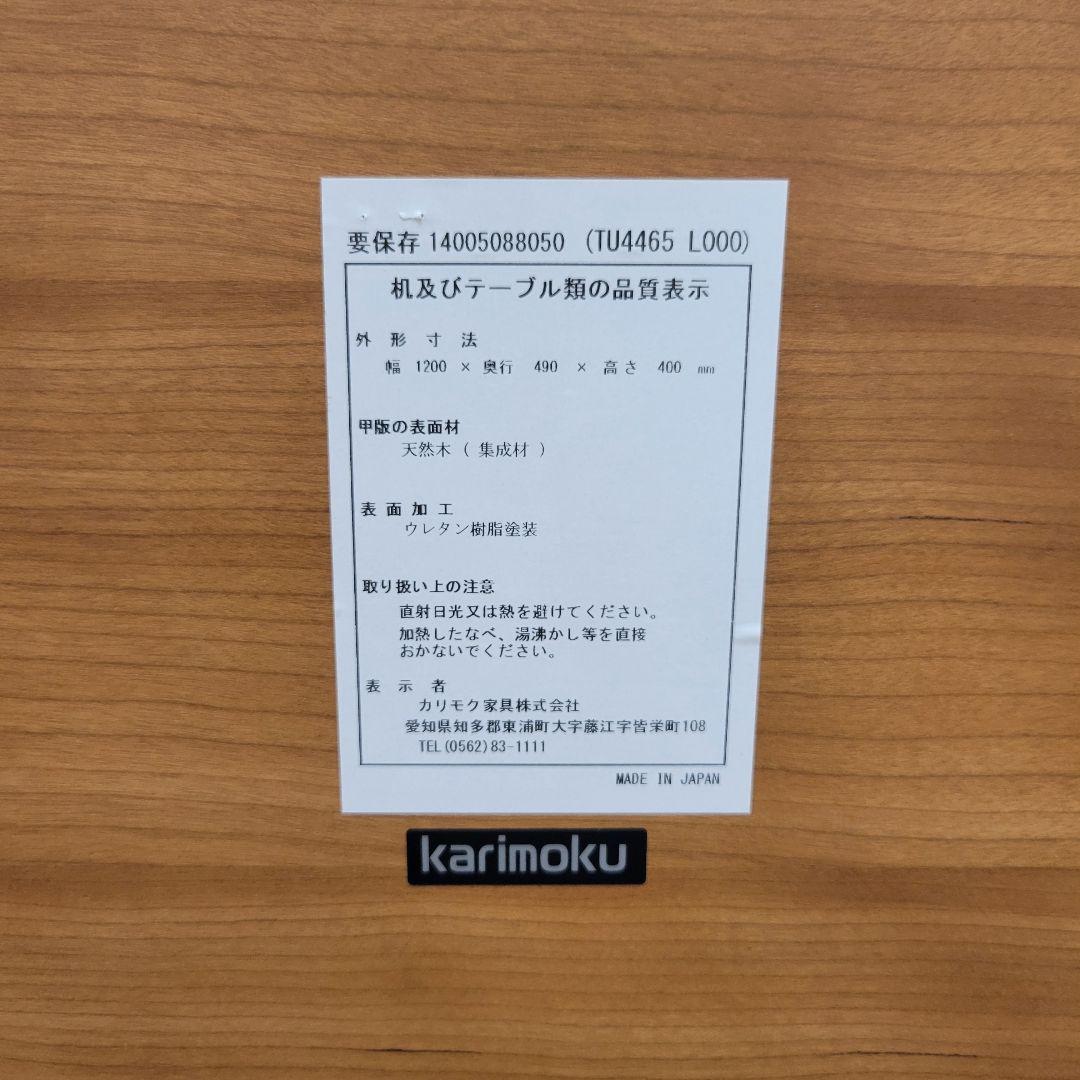 要保存 14005088050 (TU4465 L000)
机及びテーブル類の品質表示
外形寸法
幅 1200 × 奥行 490 × 高さ 400 mm
甲版の表面材
天然木(集成材)
表面加工
ウレタン樹脂塗装
取り扱い上の注意
直射日光又は熱を避けてください。
加熱したなべ、湯沸かし等を直接
おかないでください。
表示者
カリモク家具株式会社
愛知県知多郡東浦町大字藤江字皆栄町108
TEL(0562)83-1111
MADE IN JAPAN
karimoku